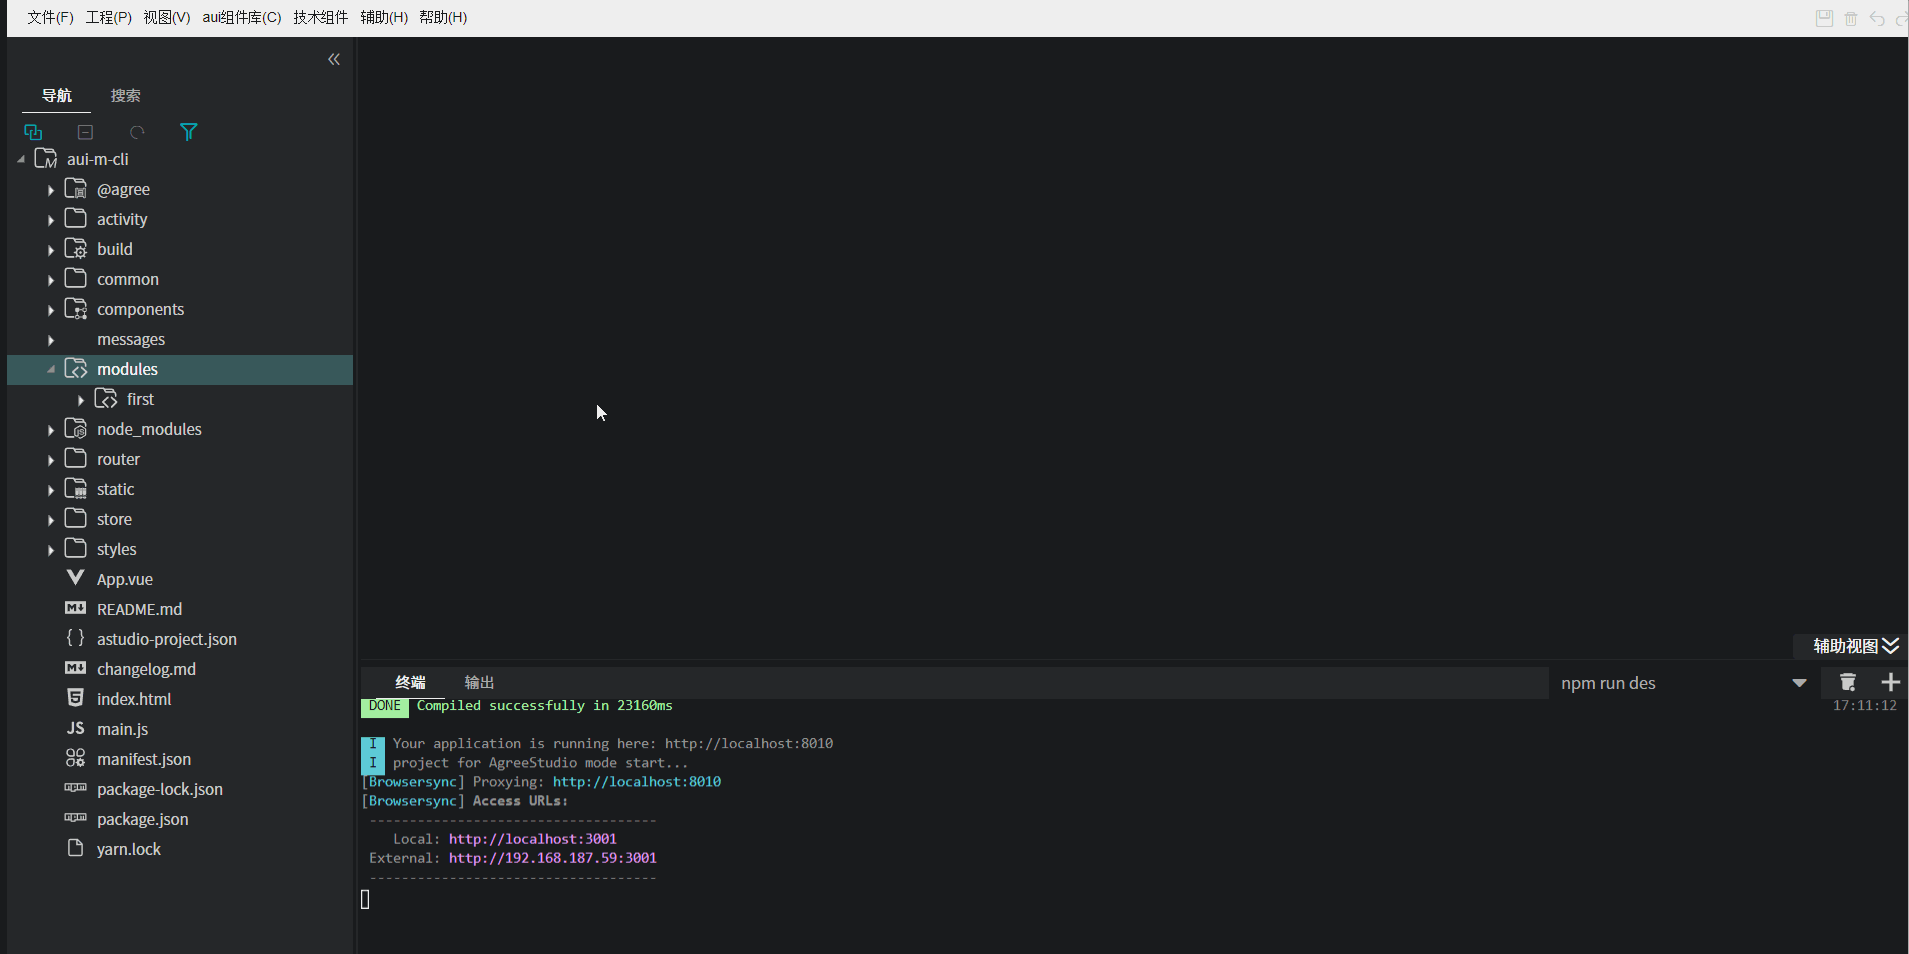 文件(F) 工程(P) 视图(V) aui组件库(C) 技术组件 辅助(H) 帮助(H)
导航 搜索
aui-m-cli
@agree
activity
build
common
components
messages
modules
first
node_modules
router
static
store
styles
App.vue
README.md
astudio-project.json
changelog.md
index.html
JS main.js
manifest.json
package-lock.json
package.json
yarn.lock
辅助视图
终端 输出 npm run des
DONE Compiled successfully in 23160ms 17:11:12
I Your application is running here: http://localhost:8010
I project for AgreeStudio mode start...
[Browsersync] Proxying: http://localhost:8010
[Browsersync] Access URLs:
------------------------------------
Local: http://localhost:3001
External: http://192.168.187.59:3001
------------------------------------